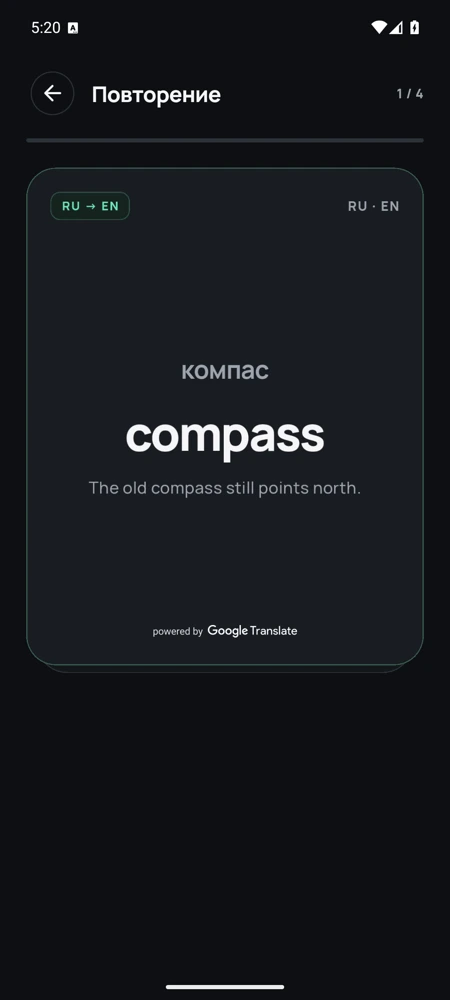 5:20 A
Повторение
1 / 4
RU → EN
RU · EN
компас
compass
The old compass still points north.
powered by Google Translate